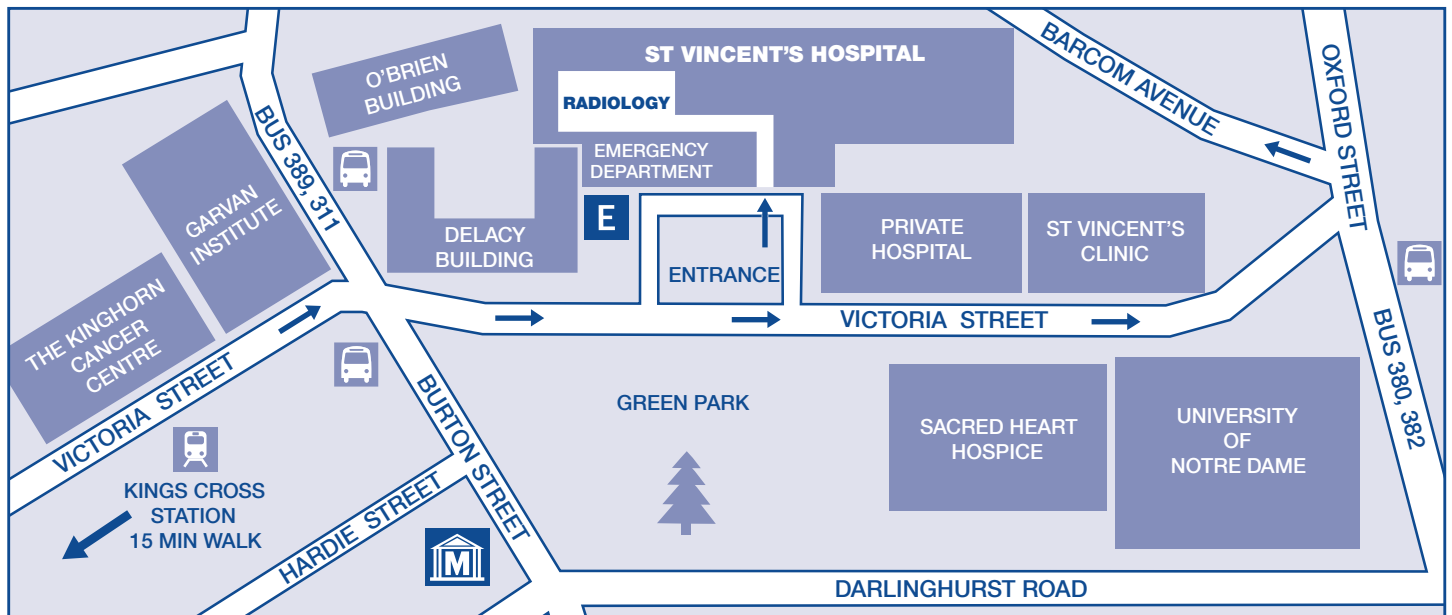 O'BRIEN
BUILDING
ST VINCENT'S HOSPITAL
RADIOLOGY
EMERGENCY
DEPARTMENT
BARCOM AVENUE
OXFORD STREET
BUS 389, 311
GARVAN
INSTITUTE
E
DELACY
BUILDING
ENTRANCE
PRIVATE
HOSPITAL
ST VINCENT'S
CLINIC
THE KINGHORN
CANCER
CENTRE
VICTORIA STREET
VICTORIA STREET
BUS 380, 382
BURTON STREET
GREEN PARK
SACRED HEART
HOSPICE
UNIVERSITY
OF
NOTRE DAME
KINGS CROSS
STATION
15 MIN WALK
HARDIE STREET
M
DARLINGHURST ROAD